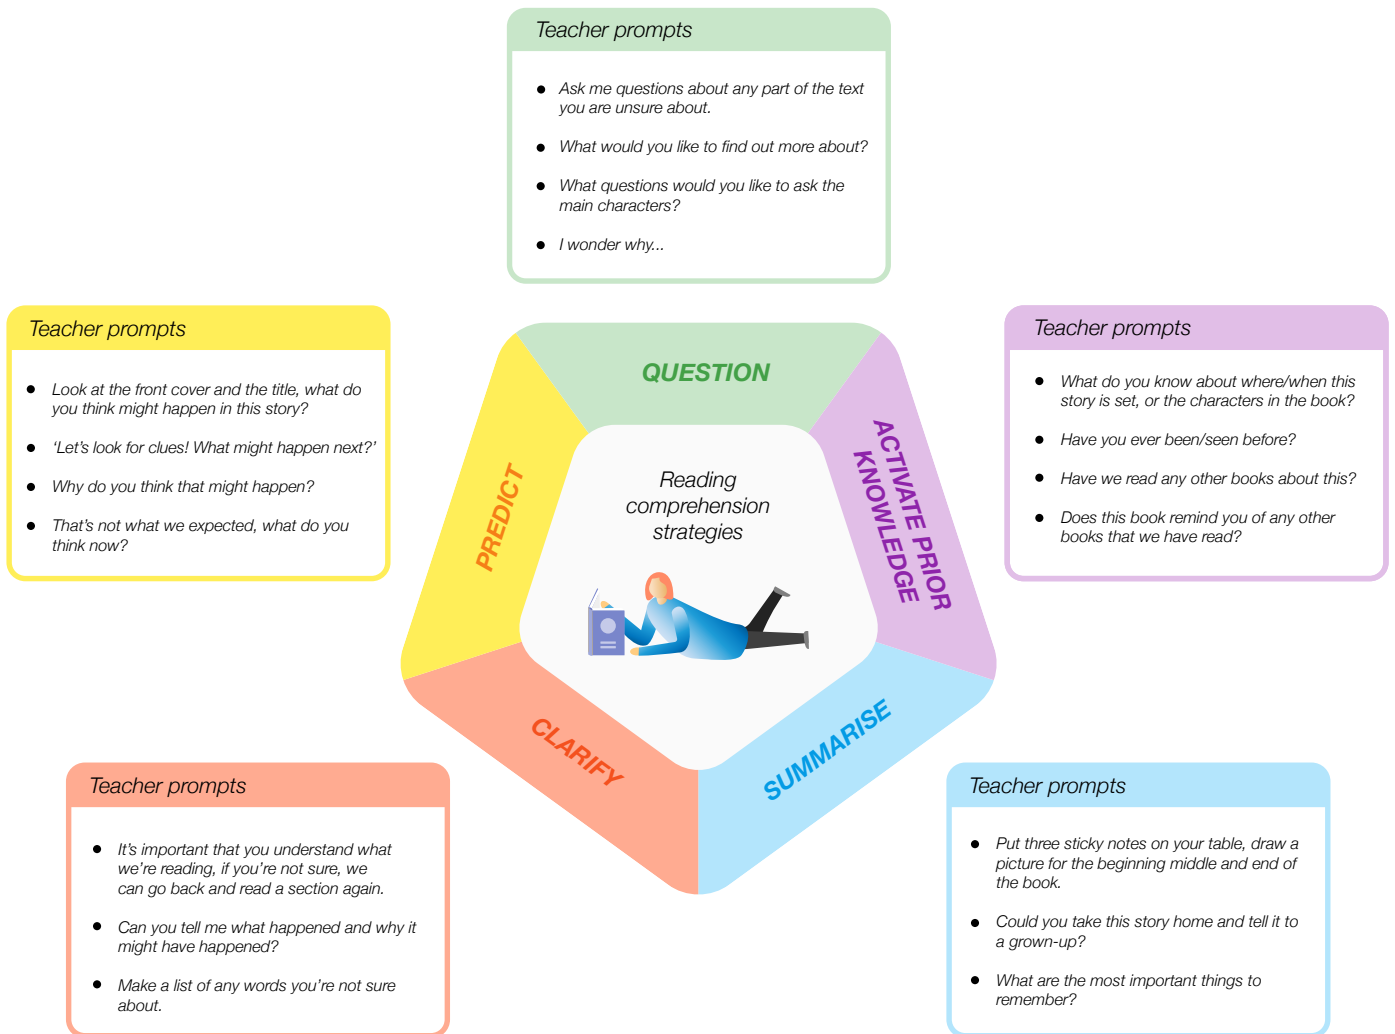 Teacher prompts
Ask me questions about any part of the text
you are unsure about.
What would you like to find out more about?
What questions would you like to ask the
main characters?
I wonder why...
Teacher prompts
Look at the front cover and the title, what do
you think might happen in this story?
‘Let’s look for clues! What might happen next?’
Why do you think that might happen?
That’s not what we expected, what do you
think now?
Teacher prompts
What do you know about where/when this
story is set, or the characters in the book?
Have you ever been/seen before?
Have we read any other books about this?
Does this book remind you of any other
books that we have read?
QUESTION
PREDICT
ACTIVATE PRIOR
KNOWLEDGE
Reading
comprehension
strategies
CLARIFY
SUMMARISE
Teacher prompts
It’s important that you understand what
we’re reading, if you’re not sure, we
can go back and read a section again.
Can you tell me what happened and why it
might have happened?
Make a list of any words you’re not sure
about.
Teacher prompts
Put three sticky notes on your table, draw a
picture for the beginning middle and end of
the book.
Could you take this story home and tell it to
a grown-up?
What are the most important things to
remember?